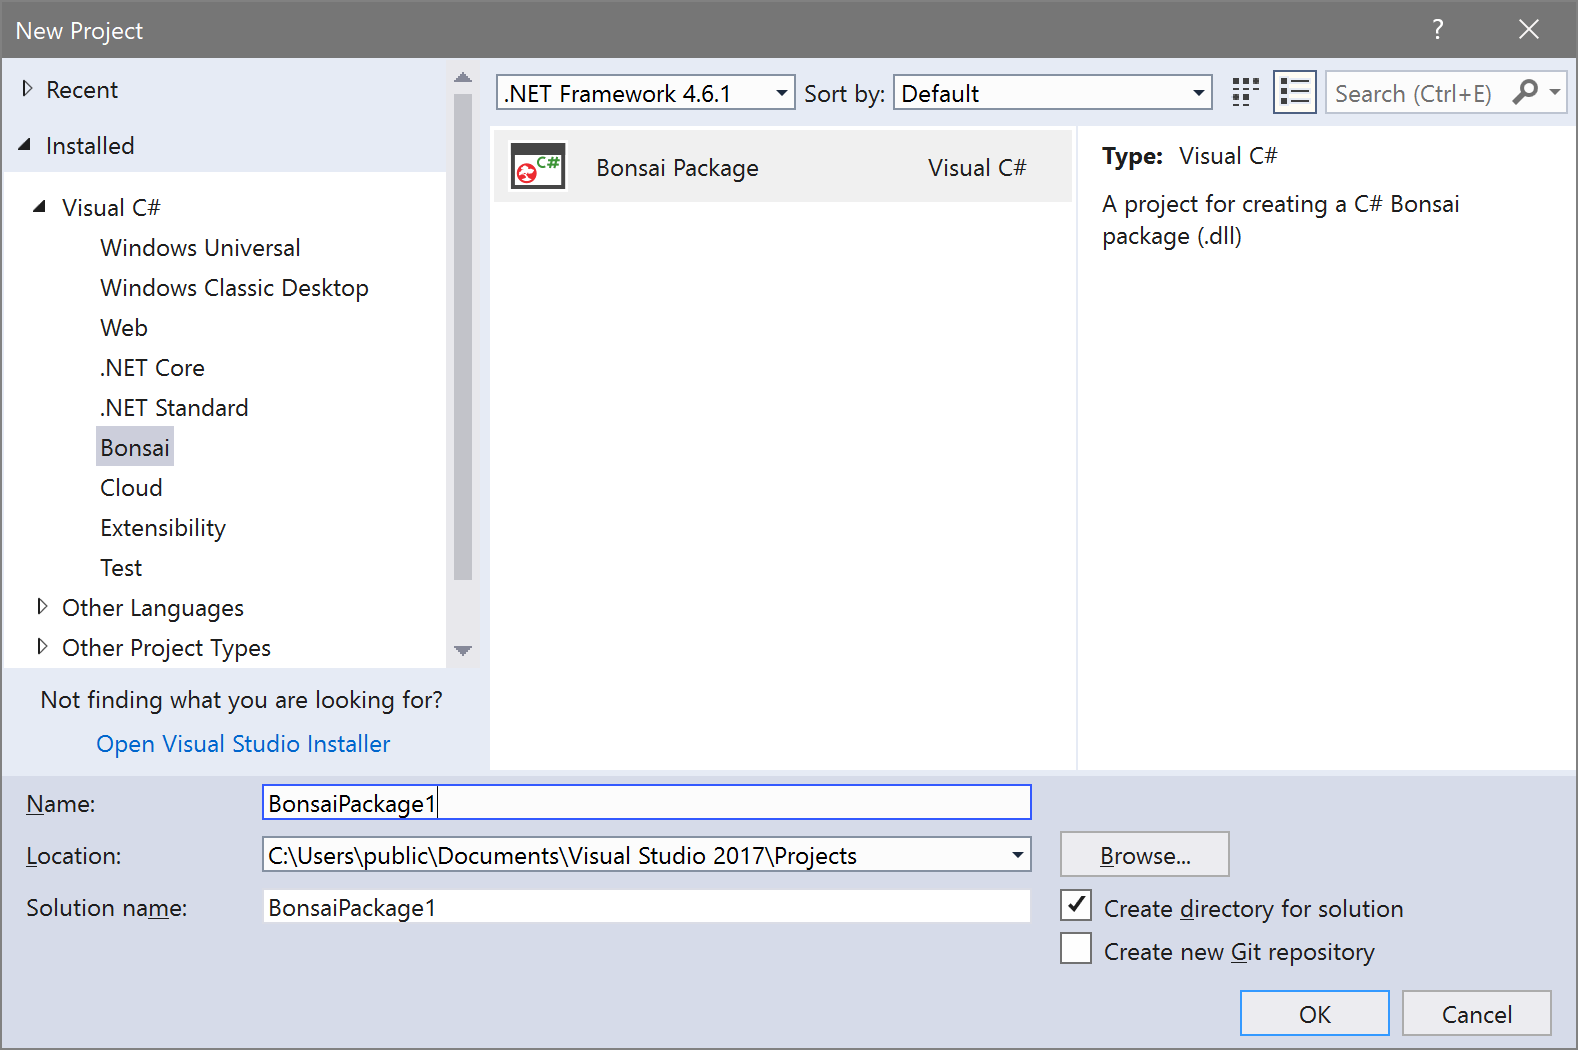 New Project
?
Recent
Installed
Visual C#
Windows Universal
Windows Classic Desktop
Web
.NET Core
.NET Standard
Bonsai
Cloud
Extensibility
Test
Other Languages
Other Project Types
Not finding what you are looking for?
Open Visual Studio Installer
.NET Framework 4.6.1
Sort by: Default
Search (Ctrl+E)
C#
Bonsai Package Visual C#
Type: Visual C#
A project for creating a C# Bonsai
package (.dll)
Name: BonsaiPackage1
Location: C:\Users\public\Documents\Visual Studio 2017\Projects
Browse...
Solution name: BonsaiPackage1
Create directory for solution
Create new Git repository
OK
Cancel